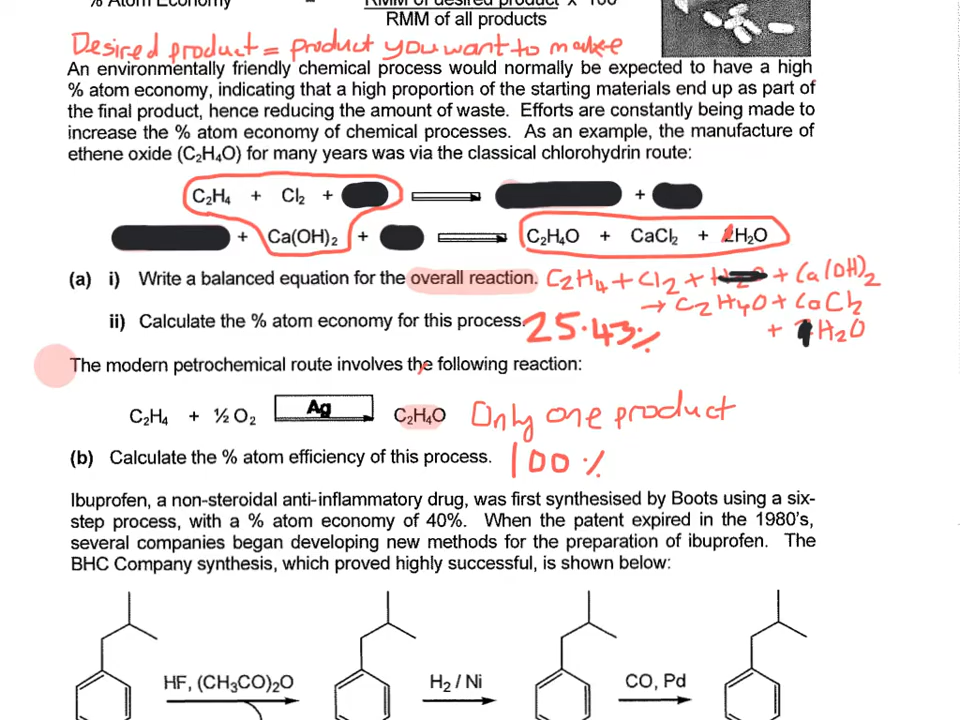 % Atom Economy = RMM of desired product x 100
RMM of all products
Desired product = product you want to make
An environmentally friendly chemical process would normally be expected to have a high
% atom economy, indicating that a high proportion of the starting materials end up as part of
the final product, hence reducing the amount of waste. Efforts are constantly being made to
increase the % atom economy of chemical processes. As an example, the manufacture of
ethene oxide (C₂H₄O) for many years was via the classical chlorohydrin route:
C₂H₄ + Cl₂ + +
+ Ca(OH)₂ + C₂H₄O + CaCl₂ + H₂O
(a) i) Write a balanced equation for the overall reaction. C₂H₄ + Cl₂ + + Ca(OH)₂
→ C₂H₄O + CaCl₂
ii) Calculate the % atom economy for this process. 25.43% + H₂O
The modern petrochemical route involves the following reaction:
C₂H₄ + ½ O₂ Ag C₂H₄O Only one product
(b) Calculate the % atom efficiency of this process. 100%
Ibuprofen, a non-steroidal anti-inflammatory drug, was first synthesised by Boots using a six-
step process, with a % atom economy of 40%. When the patent expired in the 1980's,
several companies began developing new methods for the preparation of ibuprofen. The
BHC Company synthesis, which proved highly successful, is shown below:
HF, (CH₃CO)₂O H₂ / Ni CO, Pd